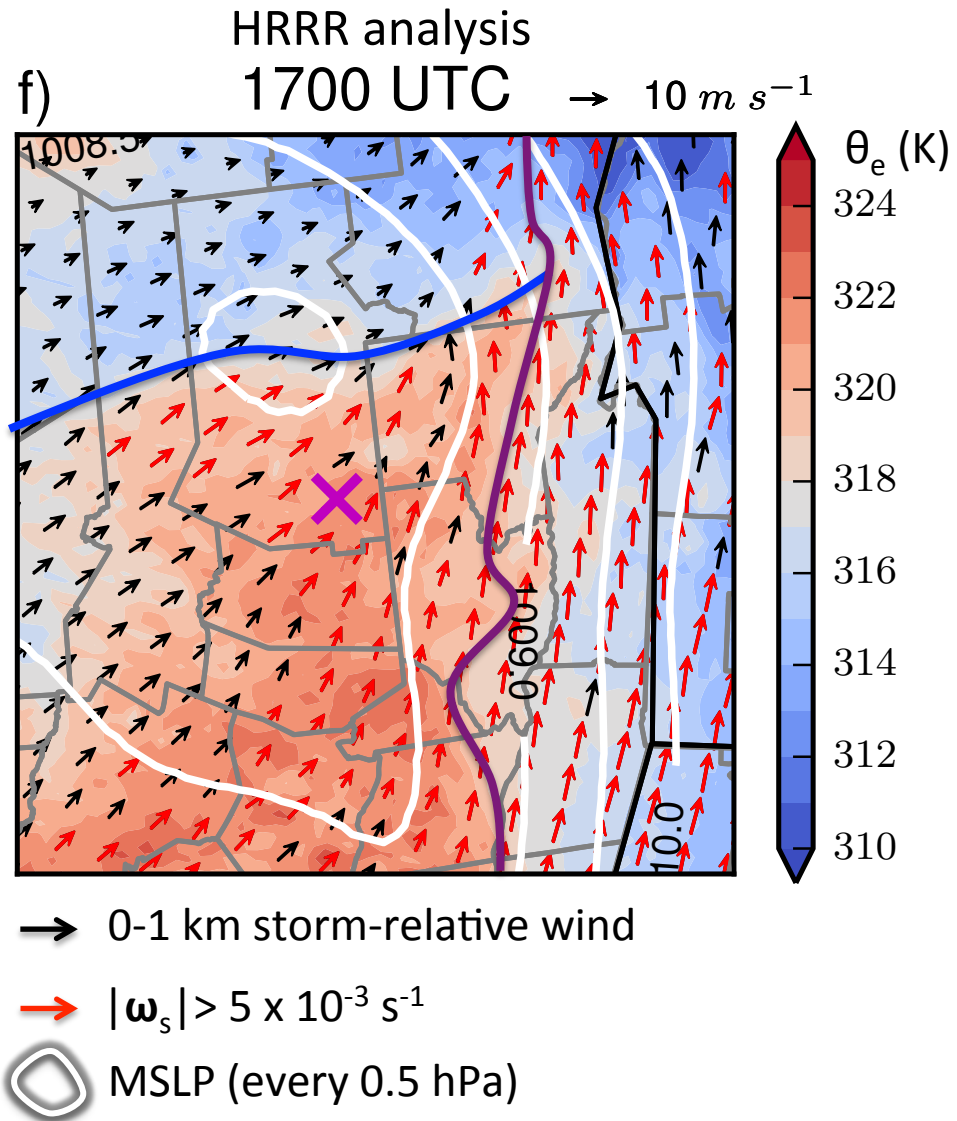 HRRR analysis
f) 1700 UTC → 10 m s⁻¹
1008.5
θe (K)
324
322
320
318
316
314
312
310
1009.0
10.0
0-1 km storm-relative wind
|ωs|> 5 x 10⁻³ s⁻¹
MSLP (every 0.5 hPa)